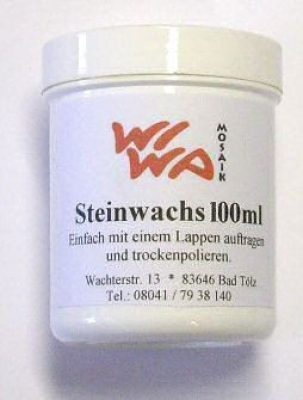 WIWA
MOSAIK
Steinwachs 100ml
Einfach mit einem Lappen auftragen
und trockenpolieren.
Wachterstr. 13 * 83646 Bad Tölz
Tel.: 08041 / 79 38 140